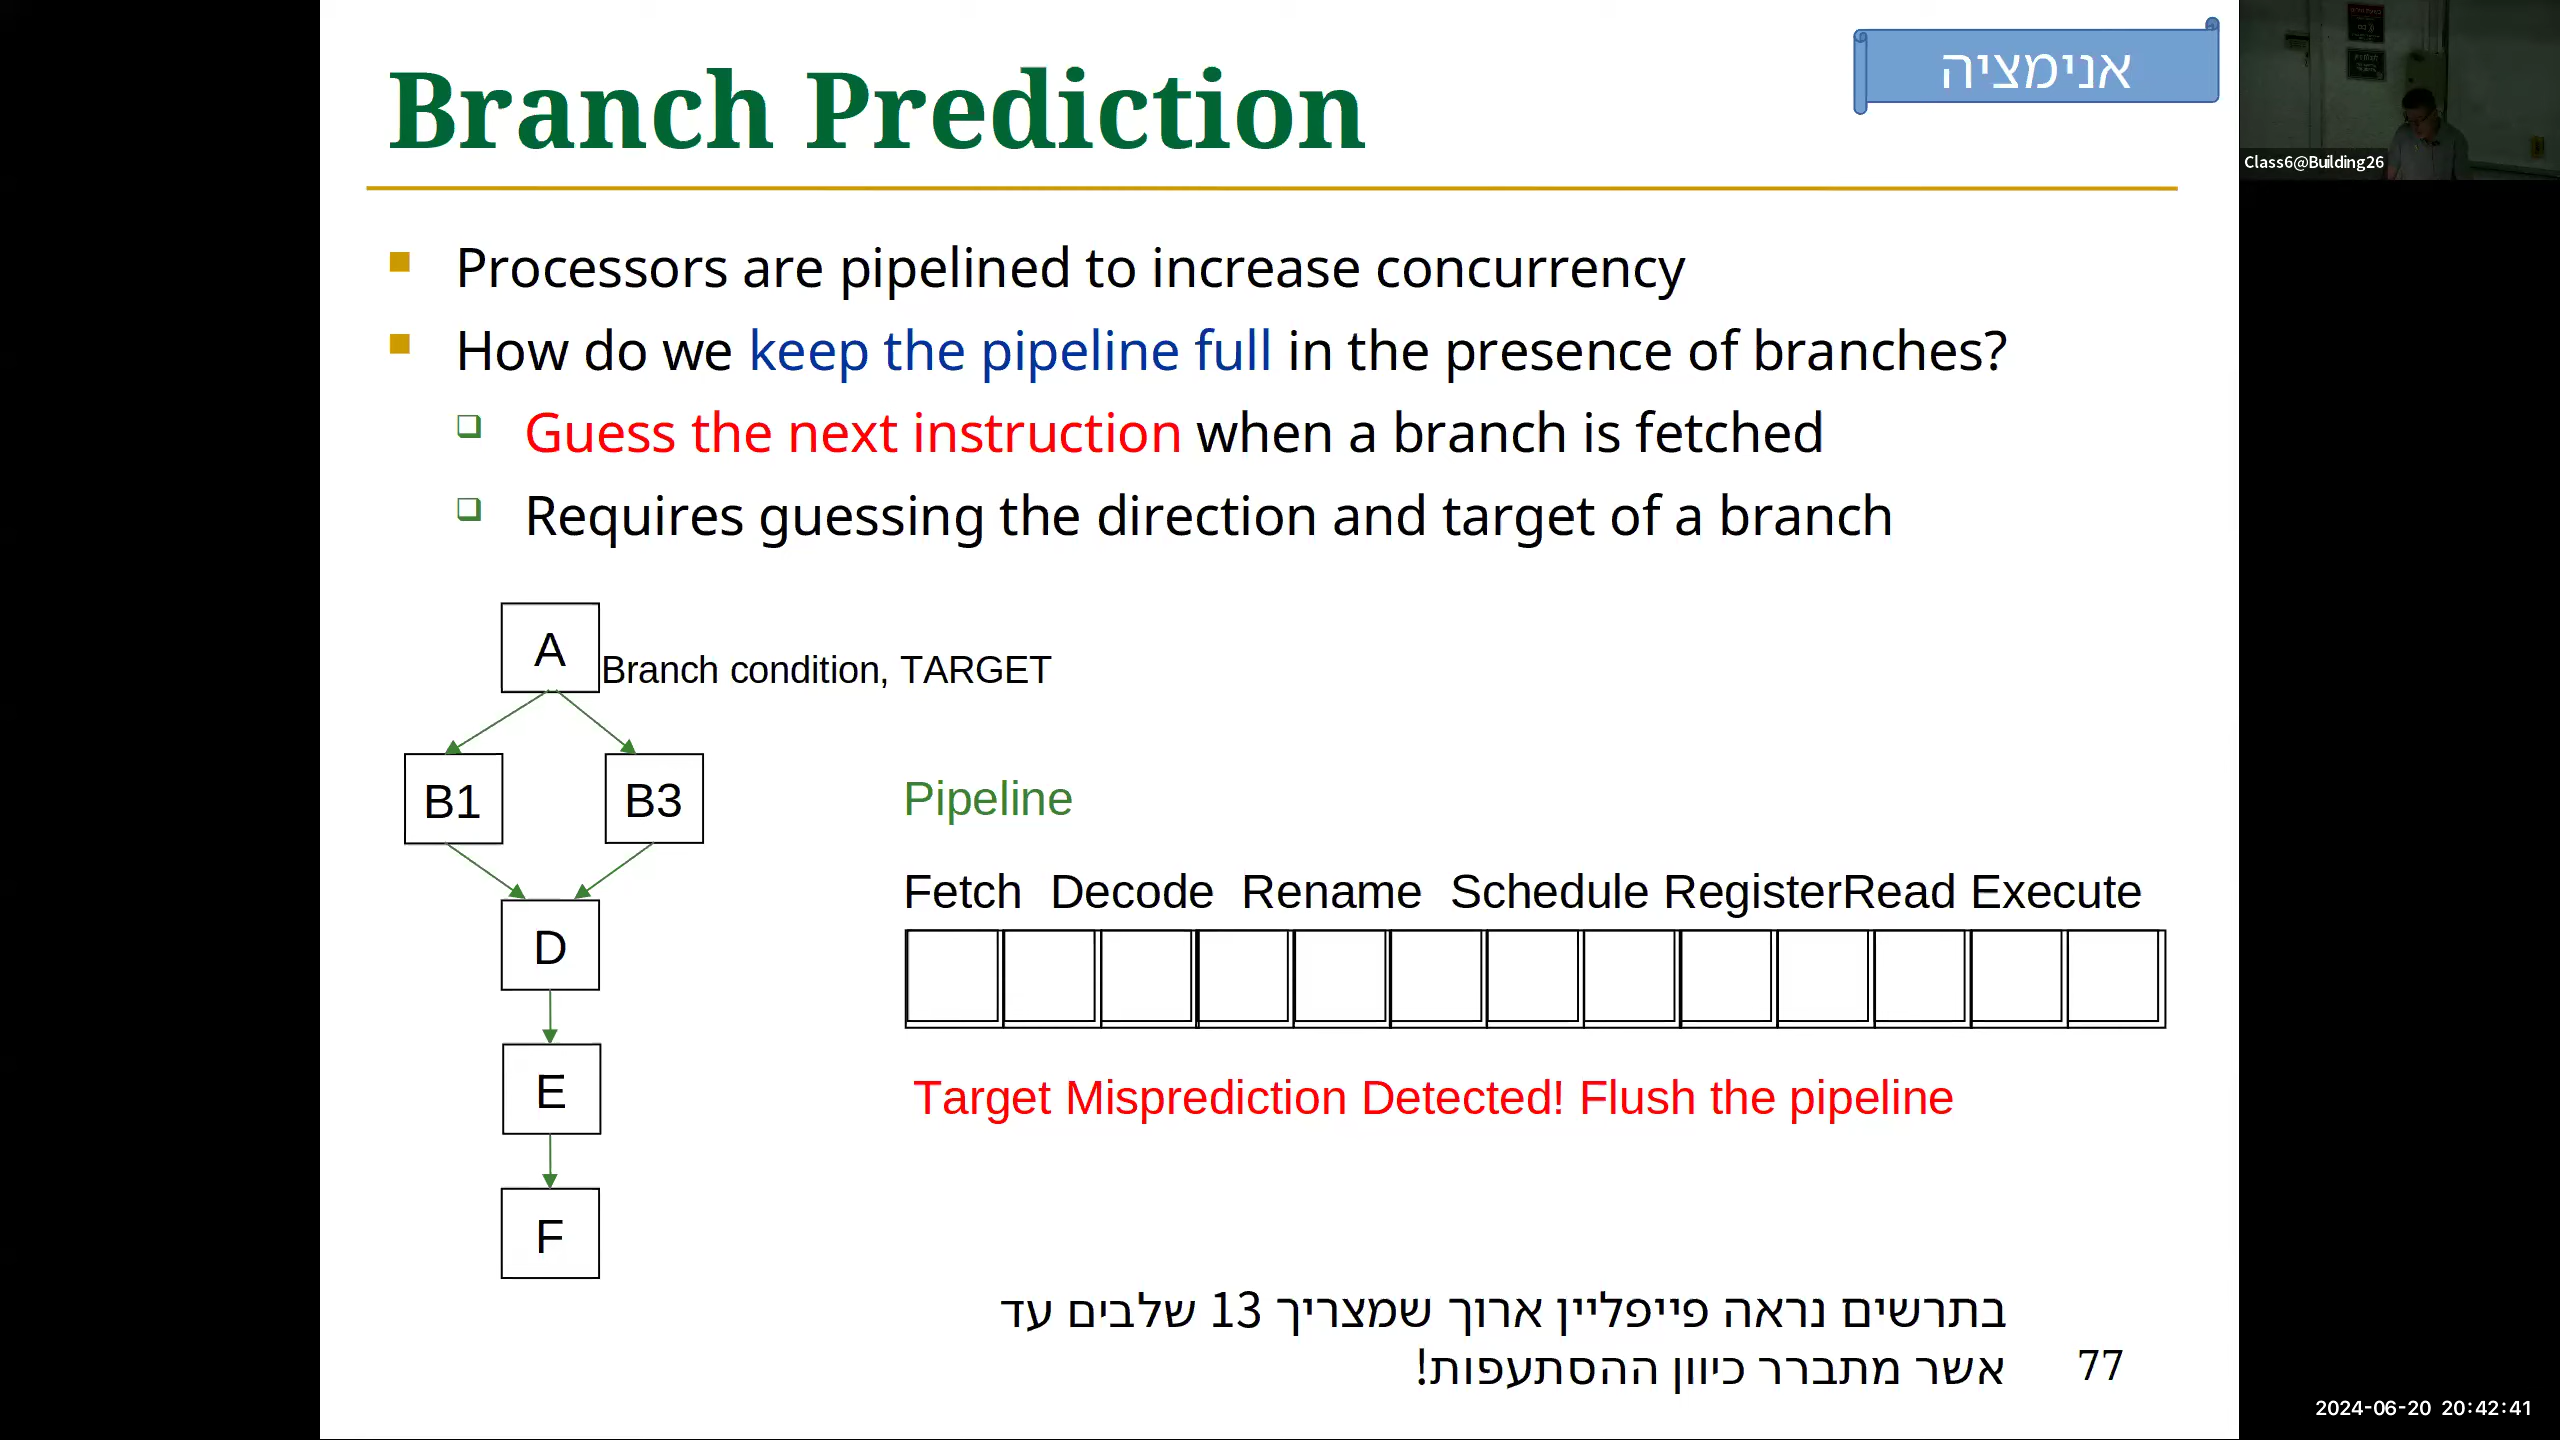 Branch Prediction
אנימציה
Class6@Building26
Processors are pipelined to increase concurrency
How do we keep the pipeline full in the presence of branches?
Guess the next instruction when a branch is fetched
Requires guessing the direction and target of a branch
A
Branch condition, TARGET
B1
B3
Pipeline
Fetch Decode Rename Schedule RegisterRead Execute
D
Target Misprediction Detected! Flush the pipeline
E
F
בתרשים נראה פייפליין ארוך שמצריך 13 שלבים עד
אשר מתברר כיוון ההסתעפות!
77
2024-06-20 20:42:41